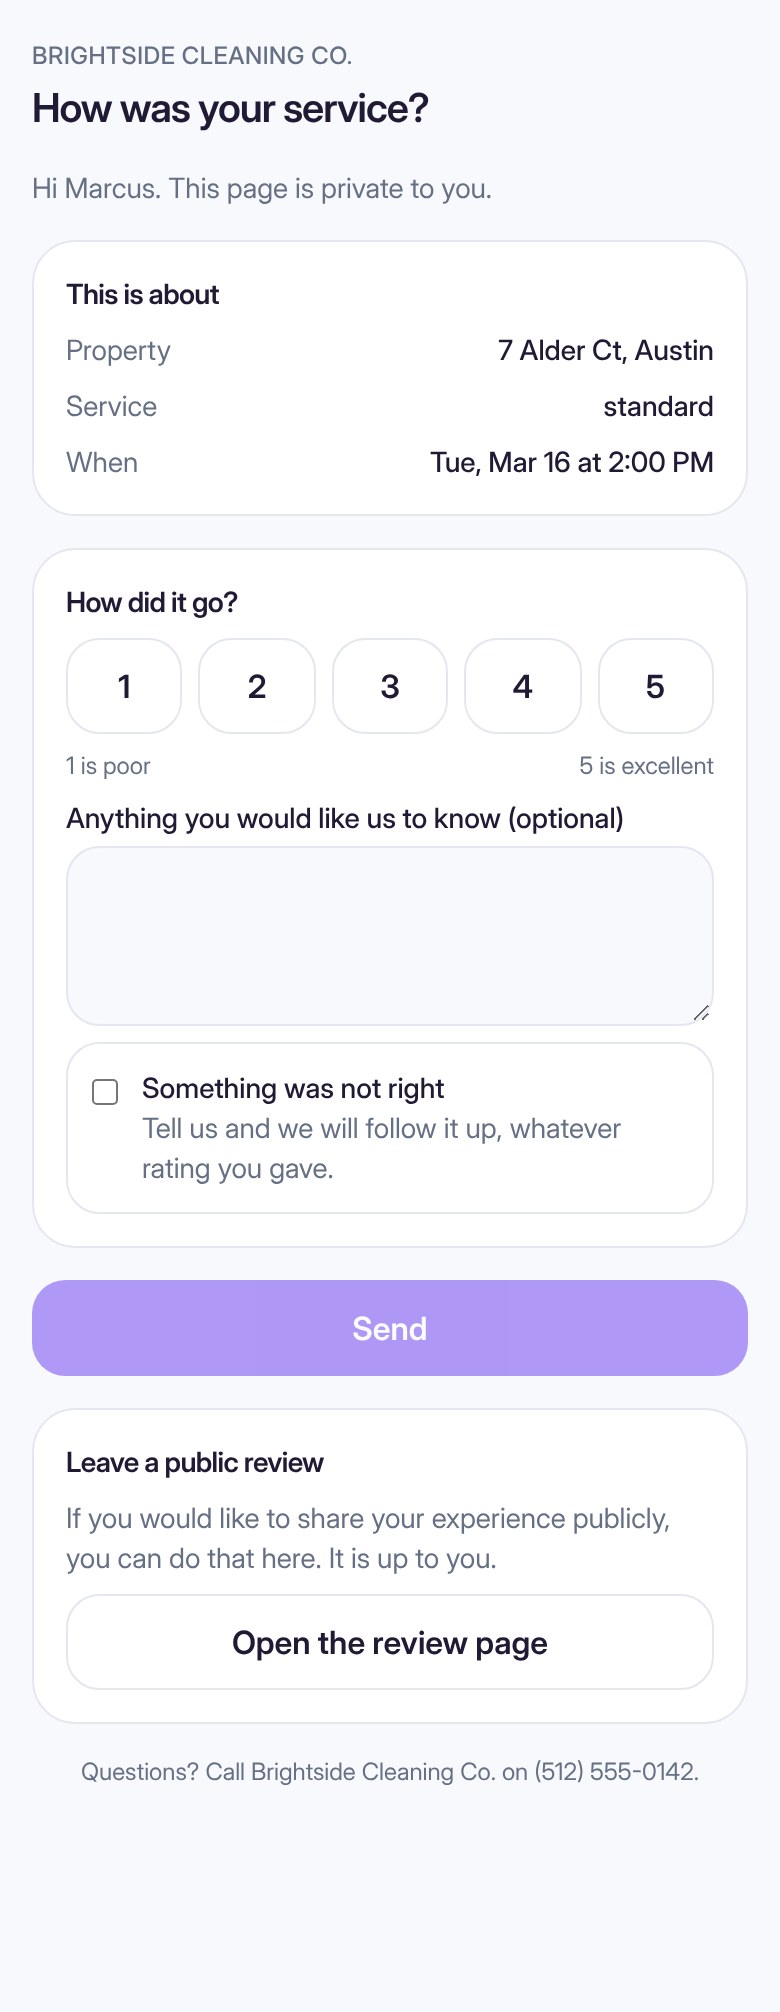 BRIGHTSIDE CLEANING CO.
How was your service?
Hi Marcus. This page is private to you.
This is about
Property 7 Alder Ct, Austin
Service standard
When Tue, Mar 16 at 2:00 PM
How did it go?
1 2 3 4 5
1 is poor 5 is excellent
Anything you would like us to know (optional)
Something was not right
Tell us and we will follow it up, whatever
rating you gave.
Send
Leave a public review
If you would like to share your experience publicly,
you can do that here. It is up to you.
Open the review page
Questions? Call Brightside Cleaning Co. on (512) 555-0142.